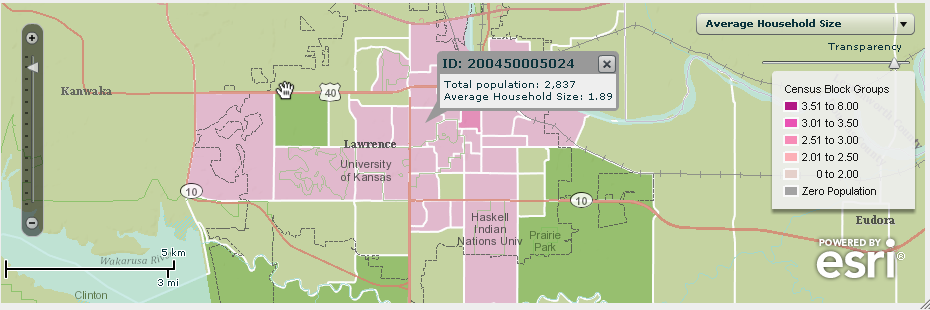 Average Household Size
Transparency
Census Block Groups
3.51 to 8.00
3.01 to 3.50
2.51 to 3.00
2.01 to 2.50
0 to 2.00
Zero Population
ID: 200450005024
Total population: 2,837
Average Household Size: 1.89
Kanwaka
40
Lawrence
University
of Kansas
10
10
Haskell
Indian
Nations Univ
Prairie
Park
Eudora
Wakarusa
5 km
3 mi
Clinton
POWERED BY
esri